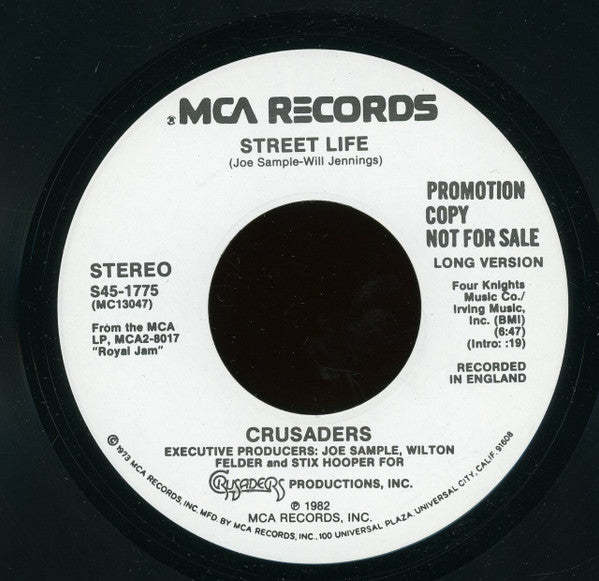 ® MCA RECORDS
STREET LIFE
(Joe Sample-Will Jennings)
PROMOTION
COPY
NOT FOR SALE
LONG VERSION
STEREO
S45-1775
(MC13047)
From the MCA
LP, MCA2-8017
"Royal Jam"
Four Knights
Music Co./
Irving Music,
Inc. (BMI)
(6:47)
(Intro: :19)
RECORDED
IN ENGLAND
CRUSADERS
EXECUTIVE PRODUCERS: JOE SAMPLE, WILTON
FELDER and STIX HOOPER FOR
CRUSADERS PRODUCTIONS, INC.
℗ 1982
MCA RECORDS, INC.
© 1973 MCA RECORDS, INC. MFD. BY MCA RECORDS, INC., 100 UNIVERSAL PLAZA, UNIVERSAL CITY, CALIF. 91608